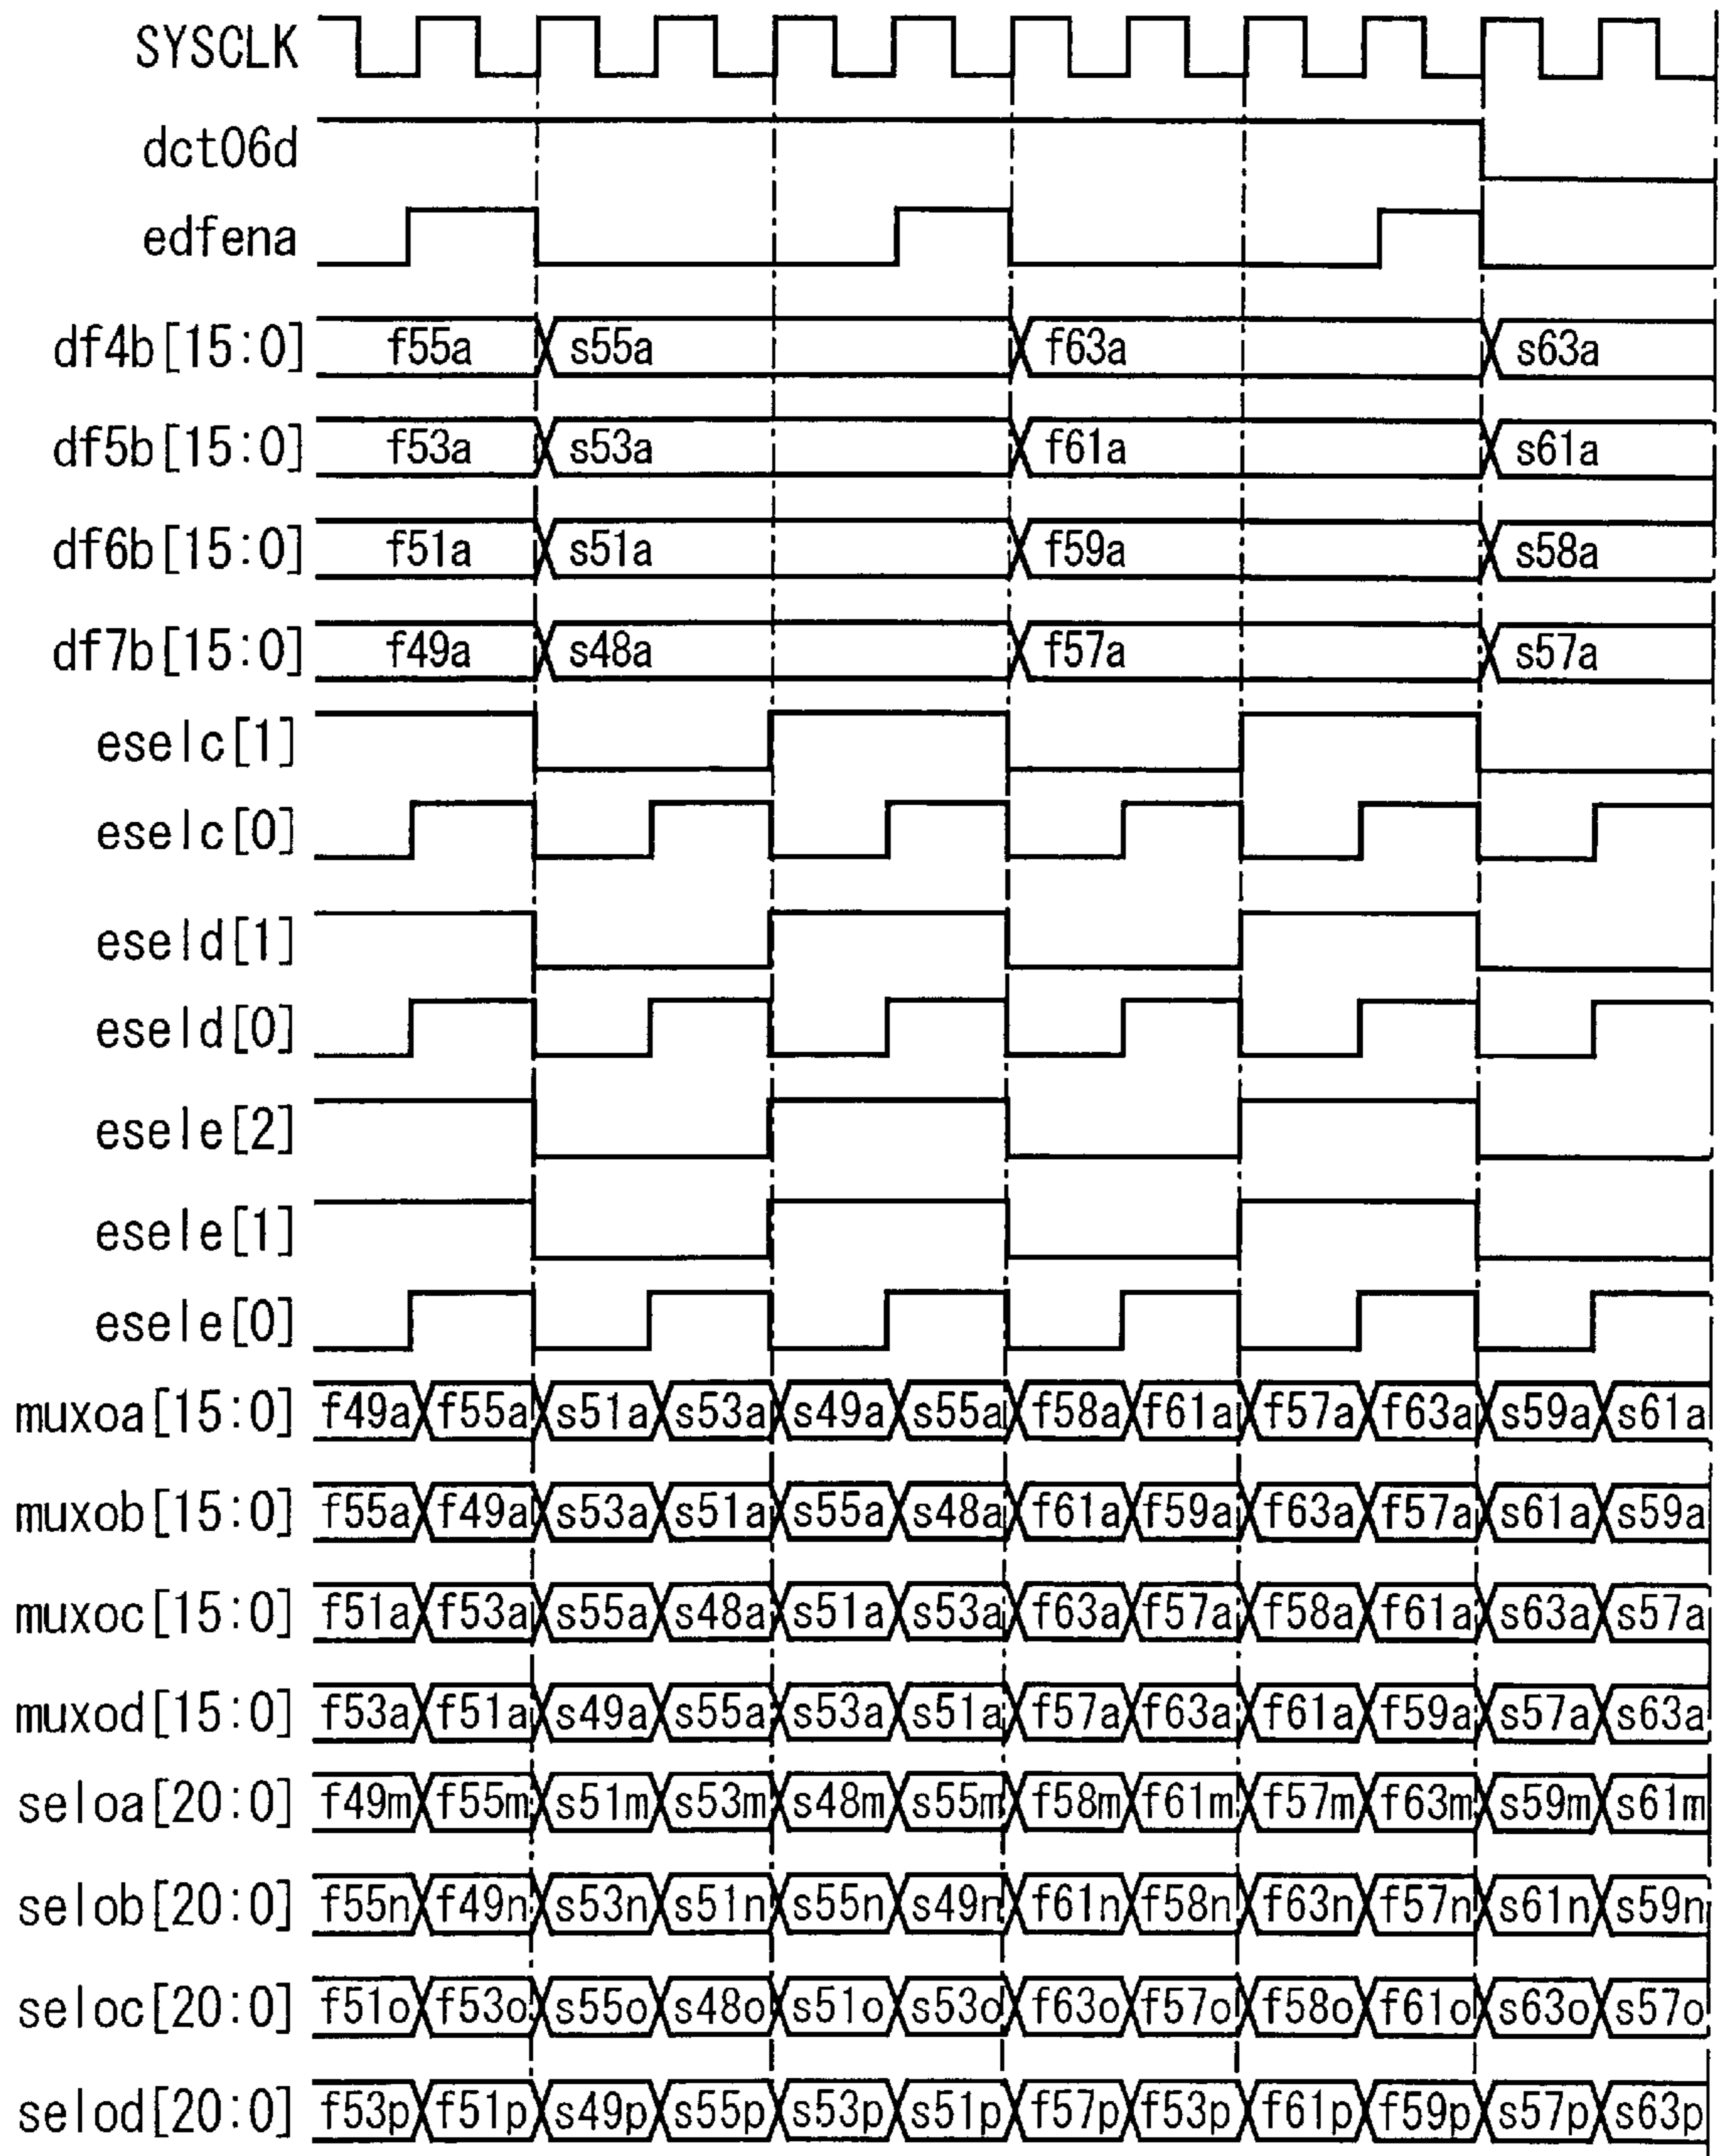 SYSCLK
dct06d
edfena
df4b[15:0] f55a s55a f63a s63a
df5b[15:0] f53a s53a f61a s61a
df6b[15:0] f51a s51a f59a s58a
df7b[15:0] f49a s48a f57a s57a
eselc[1]
eselc[0]
eseld[1]
eseld[0]
esele[2]
esele[1]
esele[0]
muxoa[15:0] f49a f55a s51a s53a s49a s55a f58a f61a f57a f63a s59a s61a
muxob[15:0] f55a f49a s53a s51a s55a s48a f61a f59a f63a f57a s61a s59a
muxoc[15:0] f51a f53a s55a s48a s51a s53a f63a f57a f58a f61a s63a s57a
muxod[15:0] f53a f51a s49a s55a s53a s51a f57a f63a f61a f59a s57a s63a
seloa[20:0] f49m f55m s51m s53m s48m s55m f58m f61m f57m f63m s59m s61m
selob[20:0] f55n f49n s53n s51n s55n s49n f61n f58n f63n f57n s61n s59n
seloc[20:0] f51o f53o s55o s48o s51o s53o f63o f57o f58o f61o s63o s57o
selod[20:0] f53p f51p s49p s55p s53p s51p f57p f53p f61p f59p s57p s63p